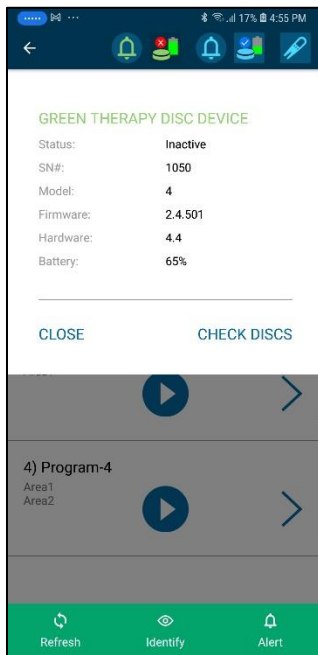 17% 4:55 PM
GREEN THERAPY DISC DEVICE
Status: Inactive
SN#: 1050
Model: 4
Firmware: 2.4.501
Hardware: 4.4
Battery: 65%
CLOSE CHECK DISCS
4) Program-4
Area1
Area2
Refresh Identify Alert